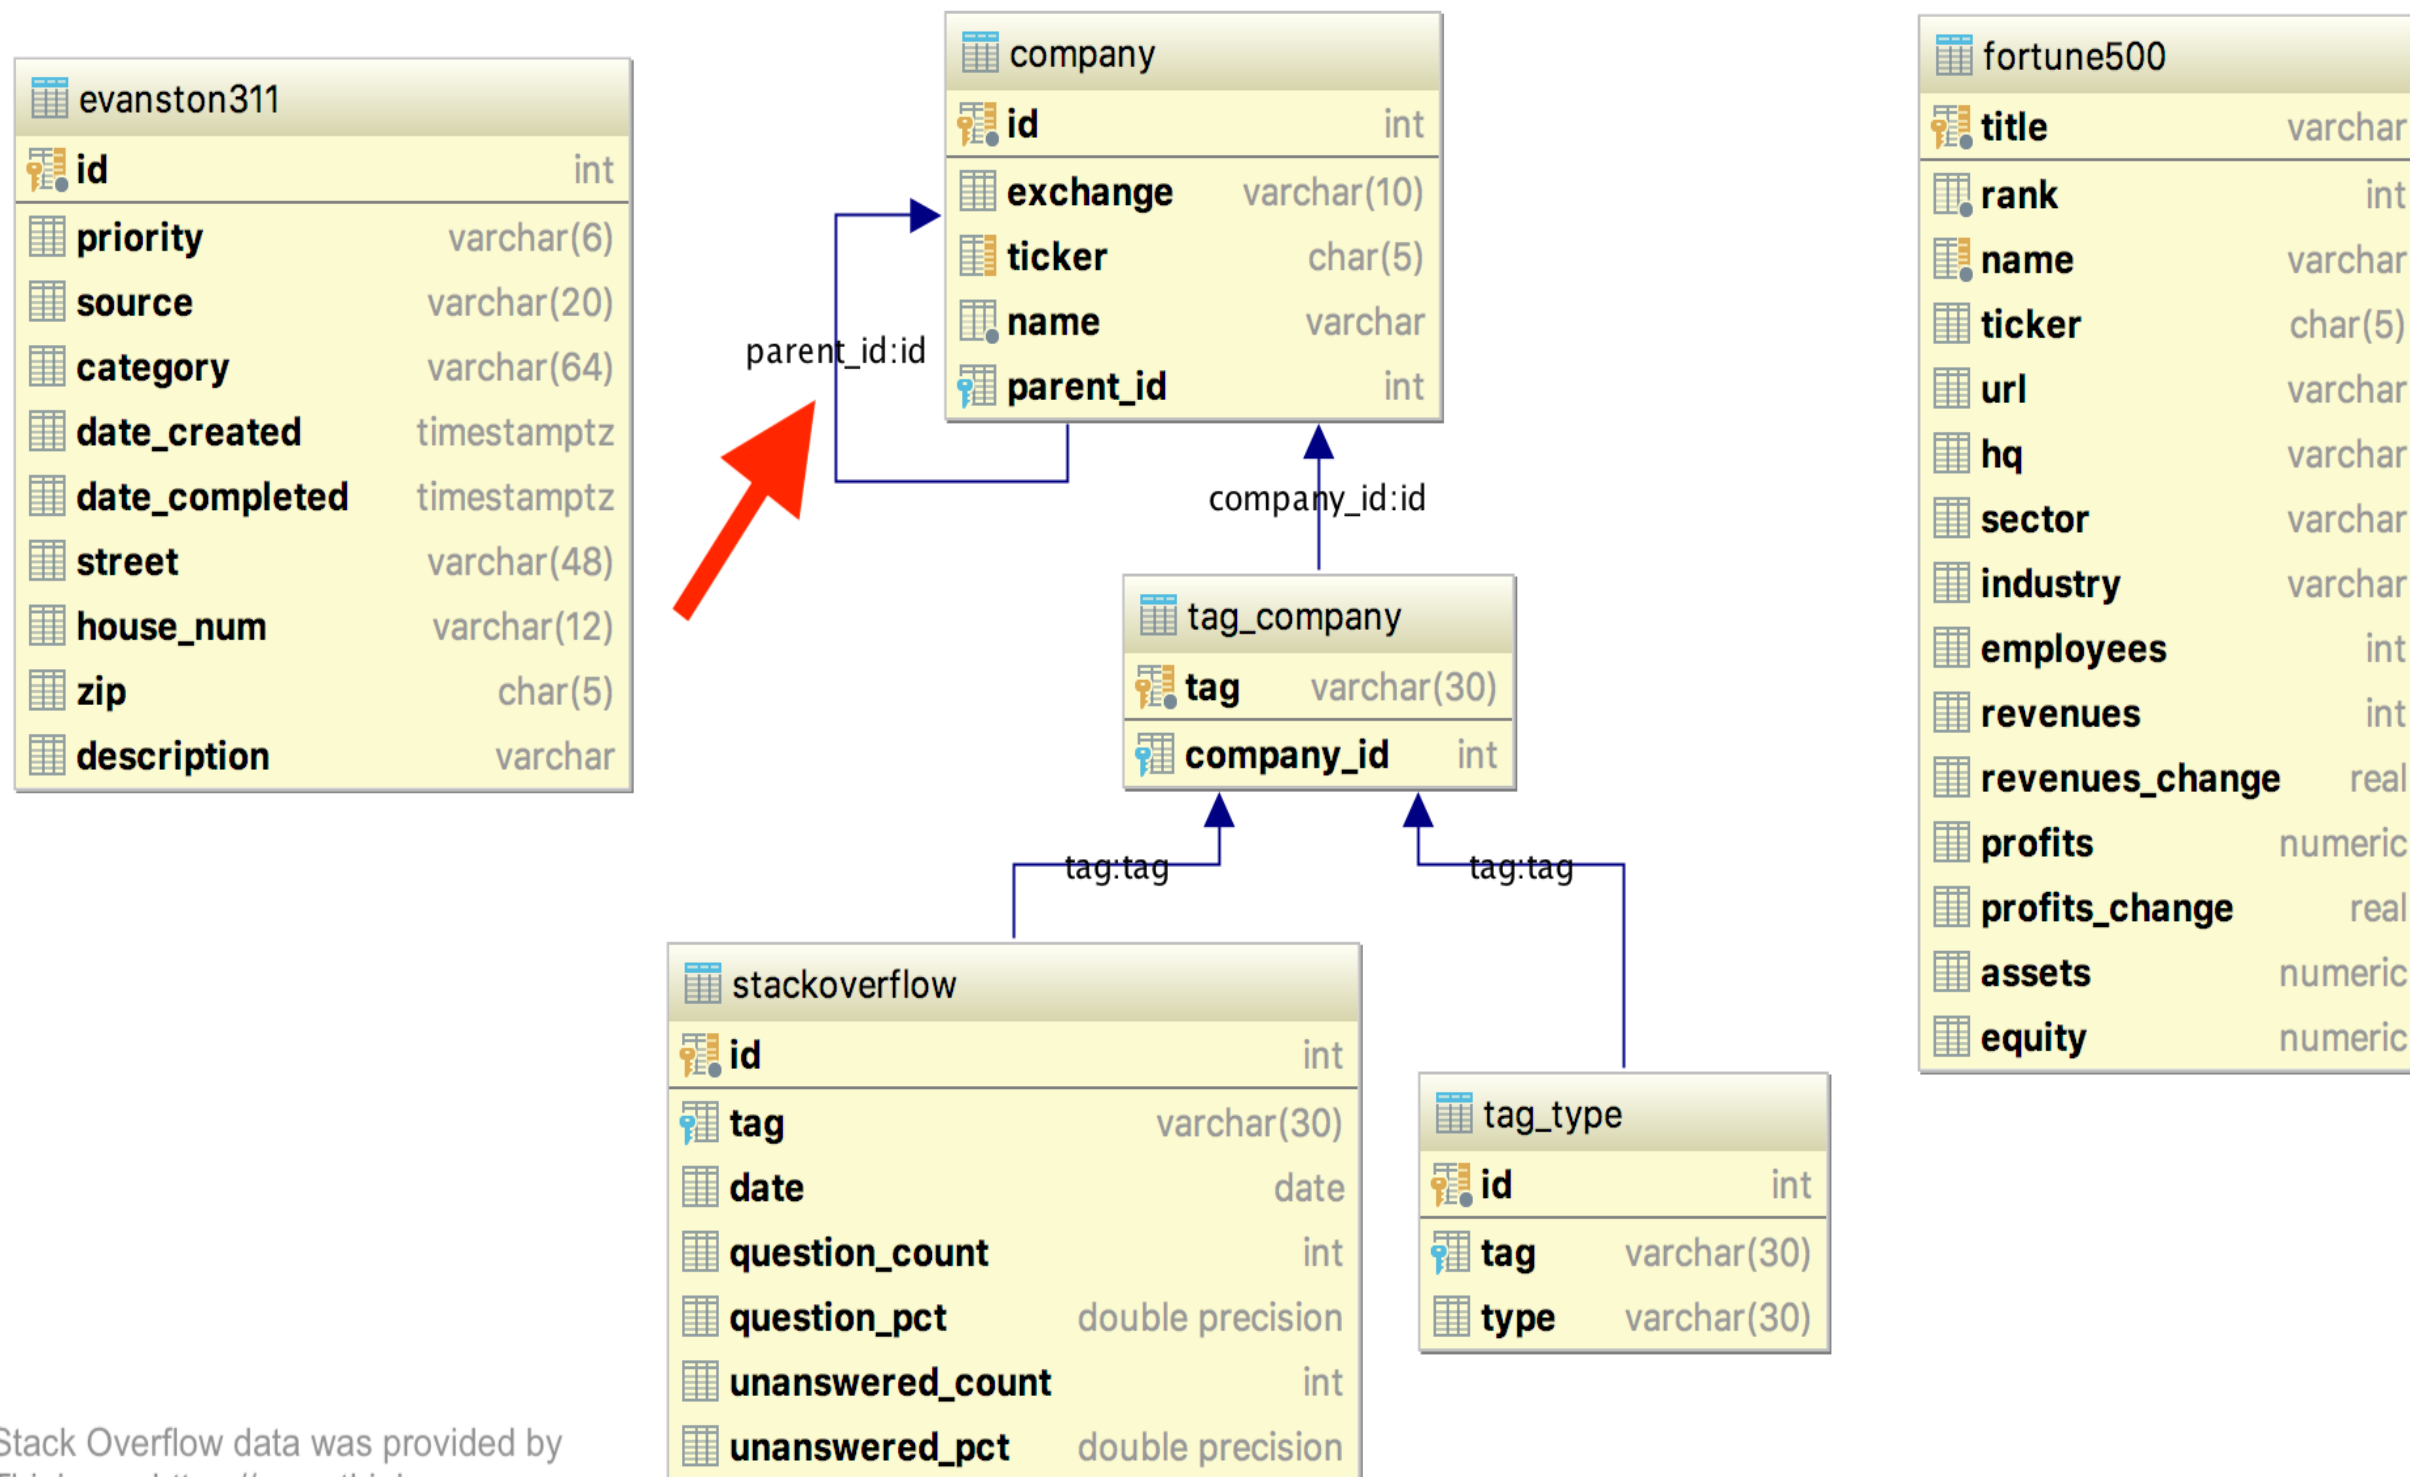 evanston311
id int
priority varchar(6)
source varchar(20)
category varchar(64)
date_created timestamptz
date_completed timestamptz
street varchar(48)
house_num varchar(12)
zip char(5)
description varchar
company
id int
exchange varchar(10)
ticker char(5)
name varchar
parent_id int
parent_id:id
company_id:id
tag_company
tag varchar(30)
company_id int
tag:tag
tag:tag
stackoverflow
id int
tag varchar(30)
date date
question_count int
question_pct double precision
unanswered_count int
unanswered_pct double precision
tag_type
id int
tag varchar(30)
type varchar(30)
fortune500
title varchar
rank int
name varchar
ticker char(5)
url varchar
hq varchar
sector varchar
industry varchar
employees int
revenues int
revenues_change real
profits numeric
profits_change real
assets numeric
equity numeric
Stack Overflow data was provided by